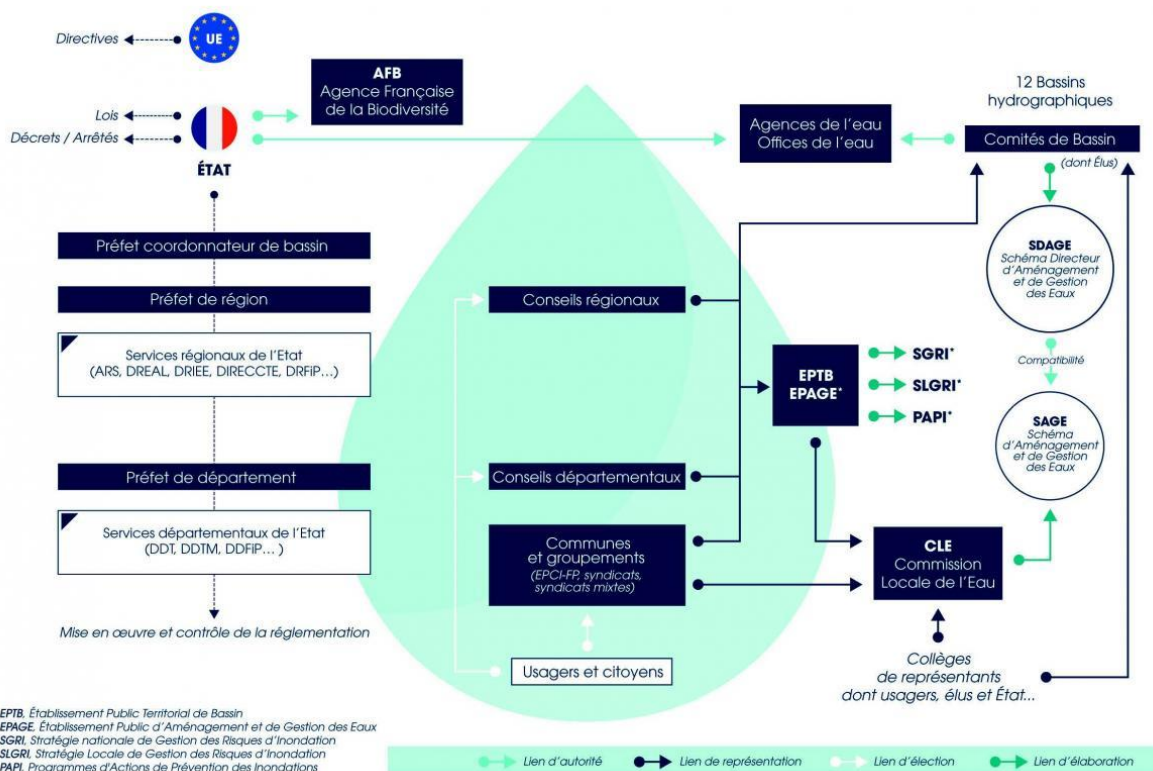 Directives
UE
Lois
Décrets / Arrêtés
ÉTAT
AFB
Agence Française
de la Biodiversité
Agences de l'eau
Offices de l'eau
12 Bassins
hydrographiques
Comités de Bassin
(dont Élus)
Préfet coordonnateur de bassin
Préfet de région
Services régionaux de l'Etat
(ARS, DREAL, DRIEE, DIRECCTE, DRFiP...)
Préfet de département
Services départementaux de l'Etat
(DDT, DDTM, DDFiP... )
Mise en œuvre et contrôle de la réglementation
Conseils régionaux
Conseils départementaux
Communes
et groupements
(EPCI-FP, syndicats,
syndicats mixtes)
Usagers et citoyens
EPTB
EPAGE*
SGRI*
SLGRI*
PAPI*
SDAGE
Schéma Directeur
d'Aménagement
et de Gestion
des Eaux
Compatibilité
SAGE
Schéma
d'Aménagement
et de Gestion
des Eaux
CLE
Commission
Locale de l'Eau
Collèges
de représentants
dont usagers, élus et État...
EPTB, Établissement Public Territorial de Bassin
EPAGE, Établissement Public d'Aménagement et de Gestion des Eaux
SGRI, Stratégie nationale de Gestion des Risques d'Inondation
SLGRI, Stratégie Locale de Gestion des Risques d'Inondation
PAPI, Programmes d'Actions de Prévention des Inondations
Lien d'autorité
Lien de représentation
Lien d'élection
Lien d'élaboration